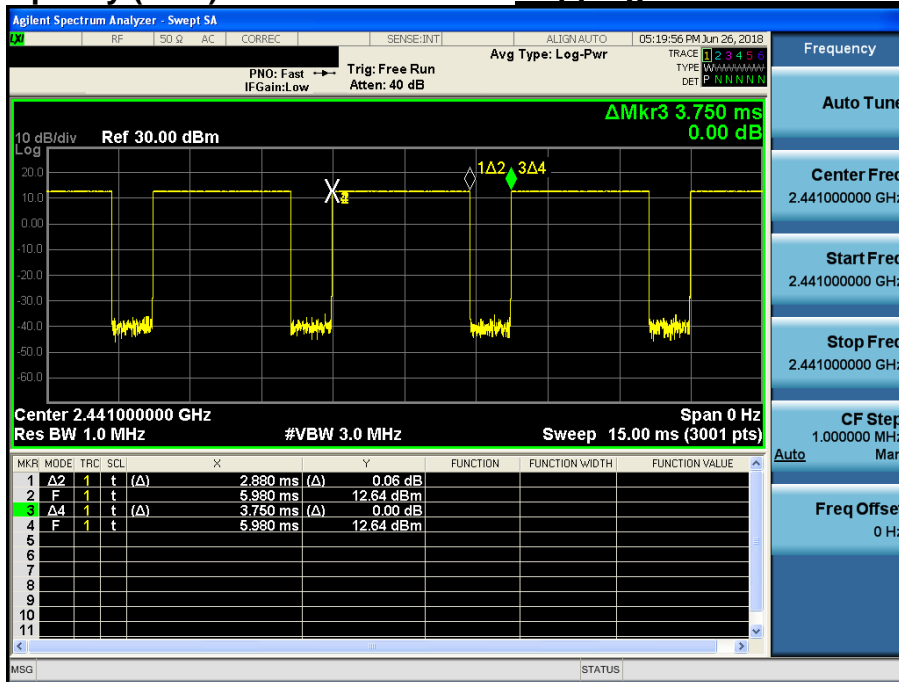 Agilent Spectrum Analyzer - Swept SA
LXI RF 50 Ω AC CORREC SENSE:INT ALIGN AUTO 05:19:56 PM Jun 26, 2018
Frequency
Avg Type: Log-Pwr
TRACE 1 2 3 4 5 6
TYPE WWWWWW
DET P N N N N N
PNO: Fast
IFGain:Low
Trig: Free Run
Atten: 40 dB
Auto Tune
ΔMkr3 3.750 ms
0.00 dB
10 dB/div Ref 30.00 dBm
Log
20.0
10.0
0.00
-10.0
-20.0
-30.0
-40.0
-50.0
-60.0
1Δ2 3Δ4
Center Freq
2.441000000 GHz
Start Freq
2.441000000 GHz
Stop Freq
2.441000000 GHz
Center 2.441000000 GHz Span 0 Hz
Res BW 1.0 MHz #VBW 3.0 MHz Sweep 15.00 ms (3001 pts)
CF Step
1.000000 MHz
Auto Man
Freq Offset
0 Hz
MKR MODE TRC SCL X Y FUNCTION FUNCTION WIDTH FUNCTION VALUE
1 Δ2 1 t (Δ) 2.880 ms (Δ) 0.06 dB
2 F 1 t 5.980 ms 12.64 dBm
3 Δ4 1 t (Δ) 3.750 ms (Δ) 0.00 dB
4 F 1 t 5.980 ms 12.64 dBm
5
6
7
8
9
10
11
MSG STATUS